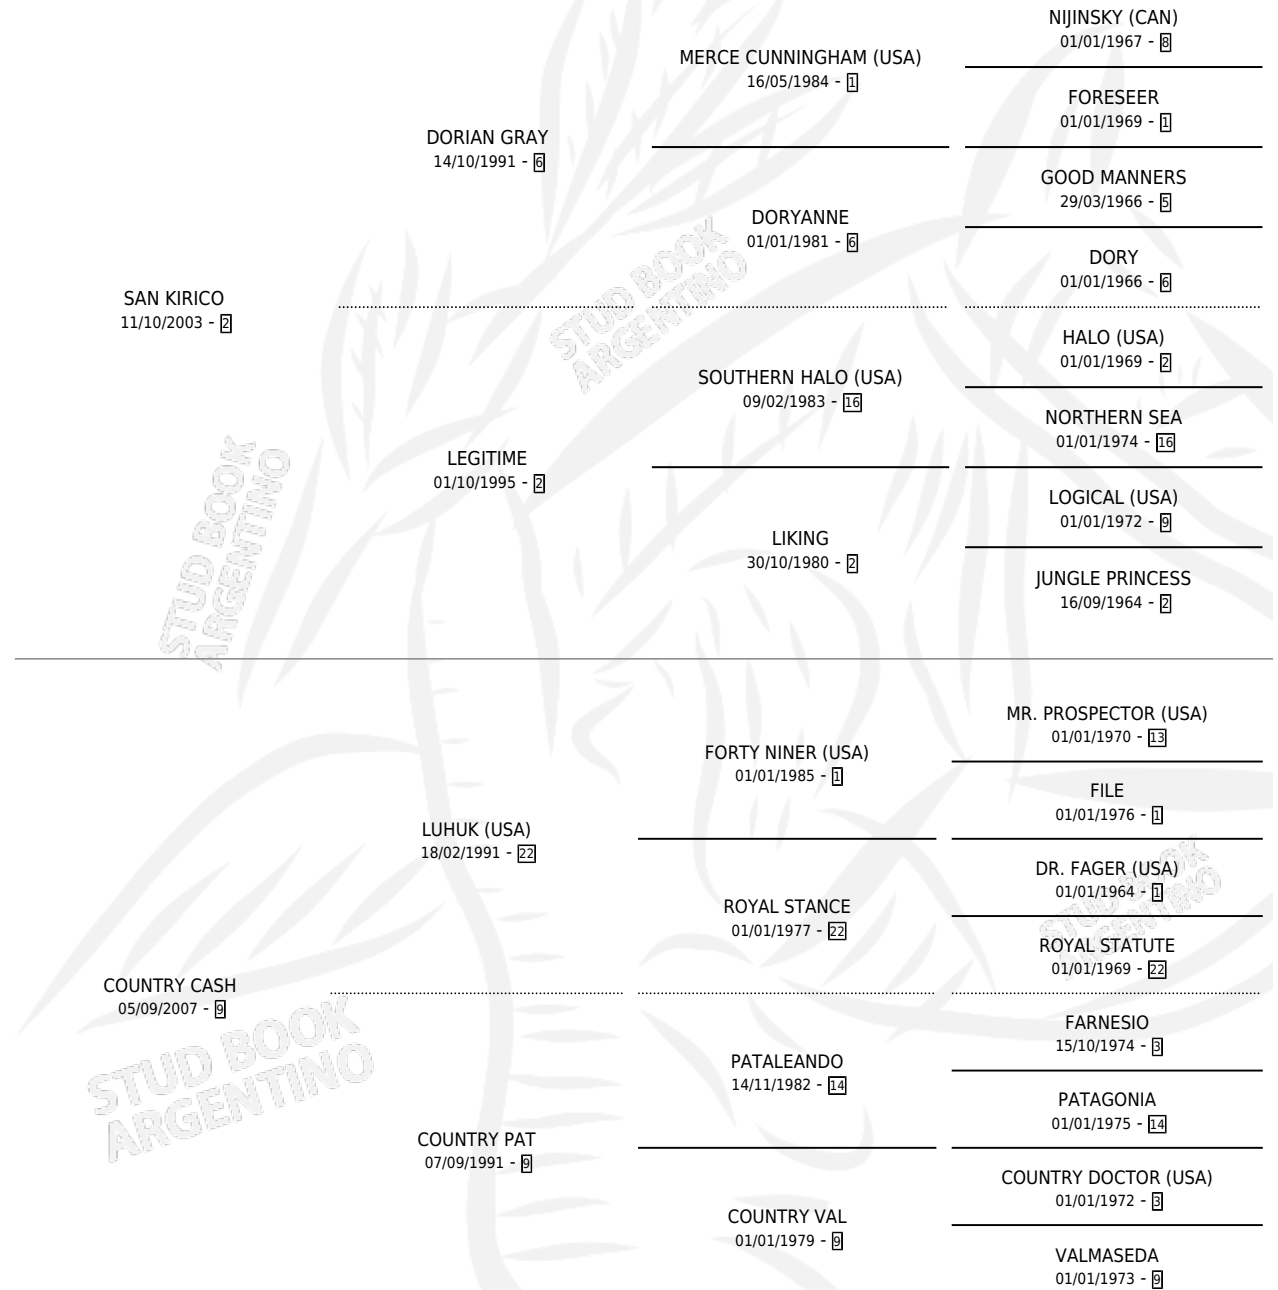 NIJINSKY (CAN)
01/01/1967 - 8
MERCE CUNNINGHAM (USA)
16/05/1984 - 1
FORESEER
01/01/1969 - 1
DORIAN GRAY
14/10/1991 - 6
GOOD MANNERS
29/03/1966 - 5
DORYANNE
01/01/1981 - 6
DORY
01/01/1966 - 6
SAN KIRICO
11/10/2003 - 2
STUD BOOK
ARGENTINO
HALO (USA)
01/01/1969 - 2
SOUTHERN HALO (USA)
09/02/1983 - 16
NORTHERN SEA
01/01/1974 - 16
LEGITIME
01/10/1995 - 2
LOGICAL (USA)
01/01/1972 - 9
LIKING
30/10/1980 - 2
JUNGLE PRINCESS
16/09/1964 - 2
STUD BOOK
ARGENTINO
MR. PROSPECTOR (USA)
01/01/1970 - 13
FORTY NINER (USA)
01/01/1985 - 1
FILE
01/01/1976 - 1
LUHUK (USA)
18/02/1991 - 22
DR. FAGER (USA)
01/01/1964 - 1
ROYAL STANCE
01/01/1977 - 22
ROYAL STATUTE
01/01/1969 - 22
STUD BOOK
ARGENTINO
COUNTRY CASH
05/09/2007 - 9
FARNESIO
15/10/1974 - 3
PATALEANDO
14/11/1982 - 14
PATAGONIA
01/01/1975 - 14
STUD BOOK
ARGENTINO
COUNTRY PAT
07/09/1991 - 9
COUNTRY DOCTOR (USA)
01/01/1972 - 3
COUNTRY VAL
01/01/1979 - 9
VALMASEDA
01/01/1973 - 9